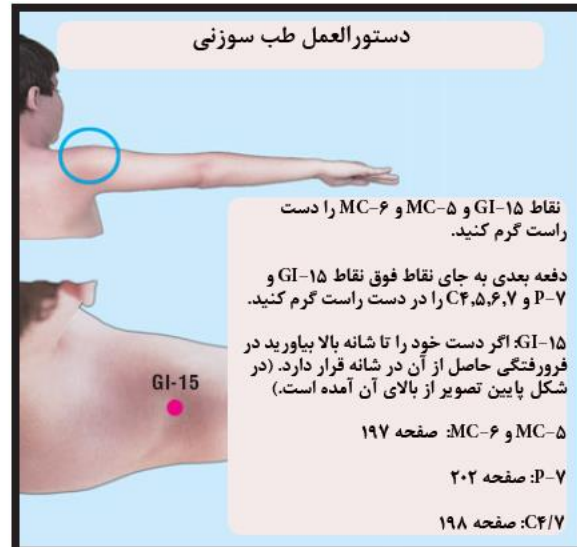 دستورالعمل طب سوزنی
نقاط GI-۱۵ و MC-۵ و MC-۶ را دست
راست گرم کنید.
دفعه بعدی به جای نقاط فوق نقاط GI-۱۵ و
P-۷ و C۴,۵,۶,۷ را در دست راست گرم کنید.
GI-۱۵: اگر دست خود را تا شانه بالا بیاورید در
فرورفتگی حاصل از آن در شانه قرار دارد. (در
شکل پایین تصویر از بالای آن آمده است.)
GI-15
MC-۵ و MC-۶: صفحه ۱۹۷
P-۷: صفحه ۲۰۲
C۴/۷: صفحه ۱۹۸